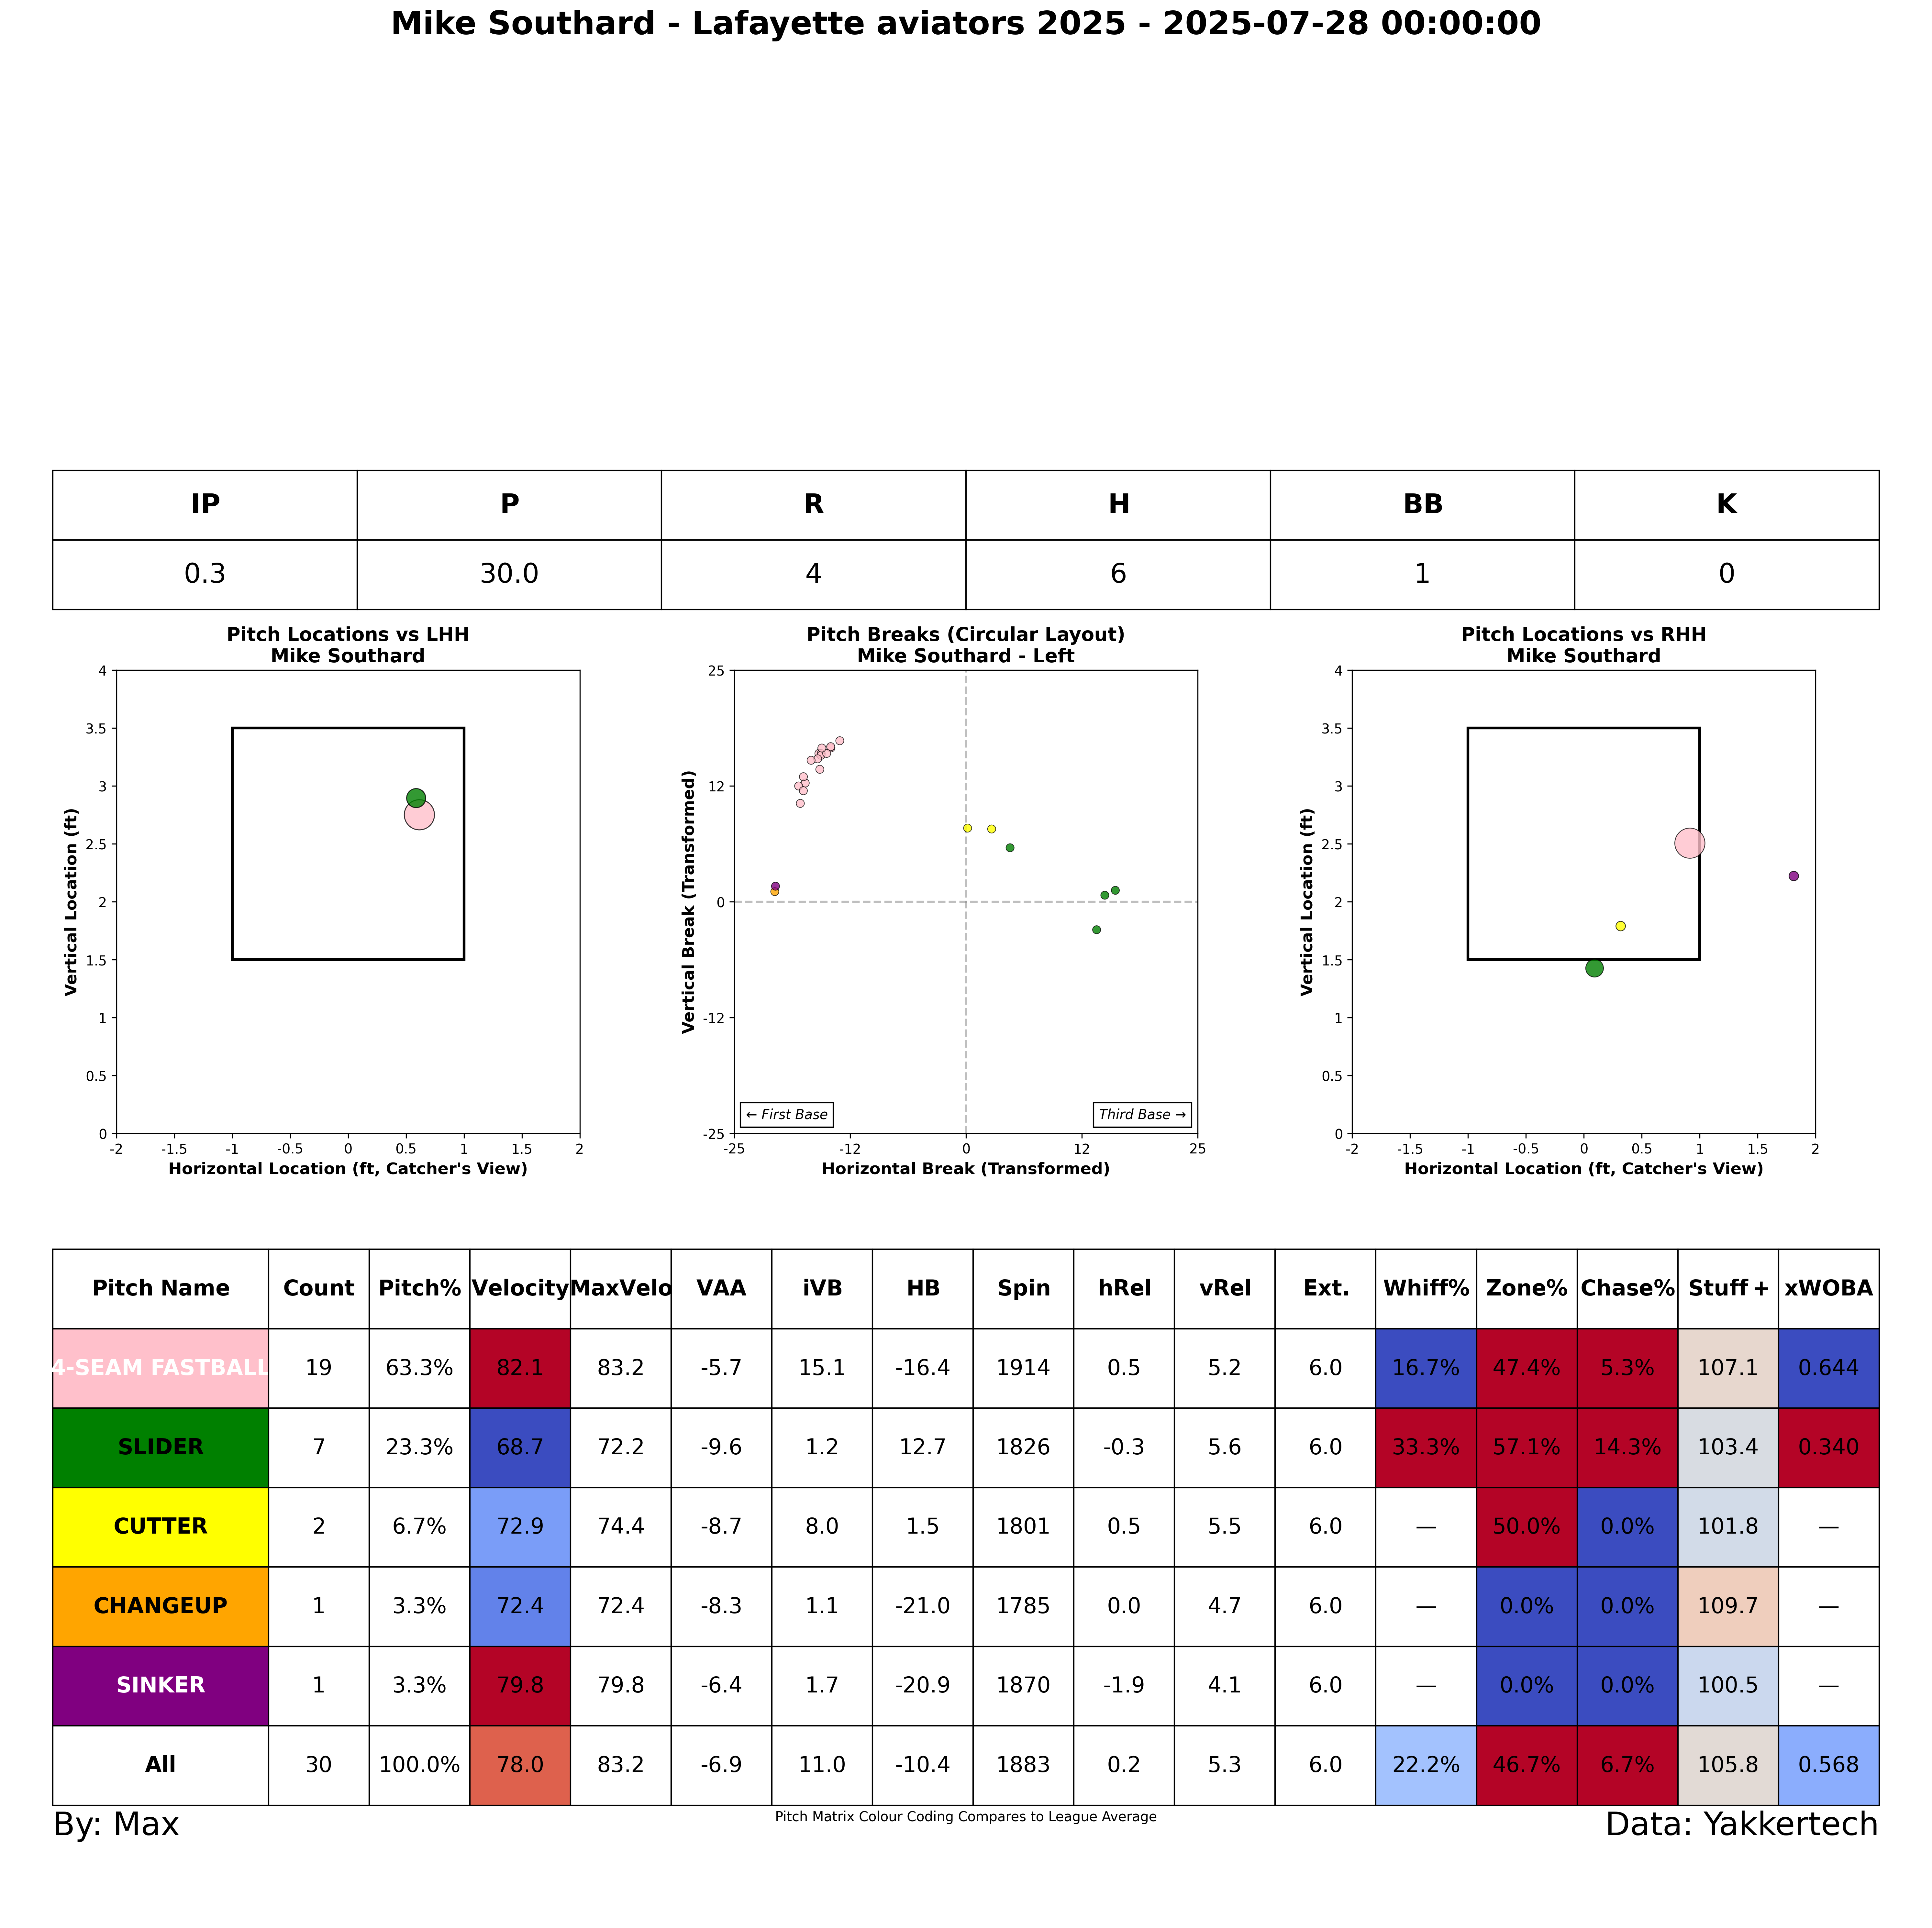 Mike Southard - Lafayette aviators 2025 - 2025-07-28 00:00:00
IP P R H BB K
0.3 30.0 4 6 1 0
Pitch Locations vs LHH
Mike Southard
4
3.5
3
2.5
2
1.5
1
0.5
0
Vertical Location (ft)
-2 -1.5 -1 -0.5 0 0.5 1 1.5 2
Horizontal Location (ft, Catcher's View)
Pitch Breaks (Circular Layout)
Mike Southard - Left
25
12
0
-12
-25
Vertical Break (Transformed)
← First Base
Third Base →
-25 -12 0 12 25
Horizontal Break (Transformed)
Pitch Locations vs RHH
Mike Southard
4
3.5
3
2.5
2
1.5
1
0.5
0
Vertical Location (ft)
-2 -1.5 -1 -0.5 0 0.5 1 1.5 2
Horizontal Location (ft, Catcher's View)
Pitch Name Count Pitch% Velocity MaxVelo VAA iVB HB Spin hRel vRel Ext. Whiff% Zone% Chase% Stuff+ xWOBA
4-SEAM FASTBALL 19 63.3% 82.1 83.2 -5.7 15.1 -16.4 1914 0.5 5.2 6.0 16.7% 47.4% 5.3% 107.1 0.644
SLIDER 7 23.3% 68.7 72.2 -9.6 1.2 12.7 1826 -0.3 5.6 6.0 33.3% 57.1% 14.3% 103.4 0.340
CUTTER 2 6.7% 72.9 74.4 -8.7 8.0 1.5 1801 0.5 5.5 6.0 — 50.0% 0.0% 101.8 —
CHANGEUP 1 3.3% 72.4 72.4 -8.3 1.1 -21.0 1785 0.0 4.7 6.0 — 0.0% 0.0% 109.7 —
SINKER 1 3.3% 79.8 79.8 -6.4 1.7 -20.9 1870 -1.9 4.1 6.0 — 0.0% 0.0% 100.5 —
All 30 100.0% 78.0 83.2 -6.9 11.0 -10.4 1883 0.2 5.3 6.0 22.2% 46.7% 6.7% 105.8 0.568
By: Max
Pitch Matrix Colour Coding Compares to League Average
Data: Yakkertech